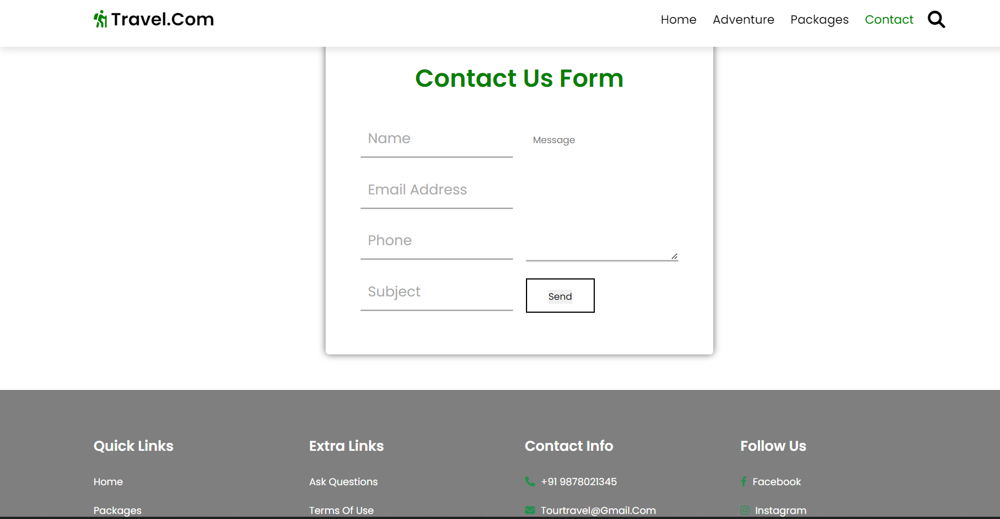 Travel.Com
Home Adventure Packages Contact
Contact Us Form
Name
Message
Email Address
Phone
Subject
Send
Quick Links
Home
Packages
Extra Links
Ask Questions
Terms Of Use
Contact Info
+91 9878021345
Tourtravel@Gmail.Com
Follow Us
Facebook
Instagram